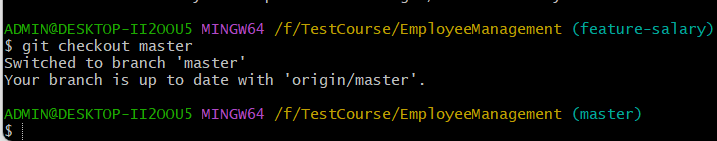 ADMIN@DESKTOP-II2OOU5 MINGW64 /f/TestCourse/EmployeeManagement (feature-salary)
$ git checkout master
Switched to branch 'master'
Your branch is up to date with 'origin/master'.
ADMIN@DESKTOP-II2OOU5 MINGW64 /f/TestCourse/EmployeeManagement (master)
$